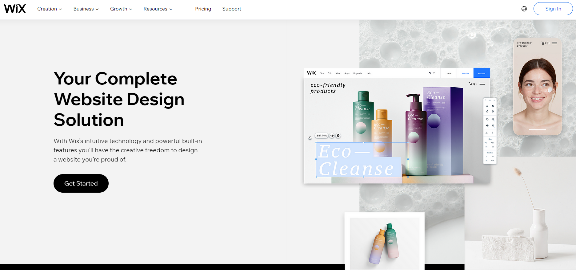 WiX
Creation
Business
Growth
Resources
Pricing
Support
Sign In
Your Complete
Website Design
Solution
With Wix's intuitive technology and powerful built-in
features you'll have the creative freedom to design
a website you're proud of.
Get Started
WiX
Eco-friendly
products
Eco—
Cleanse